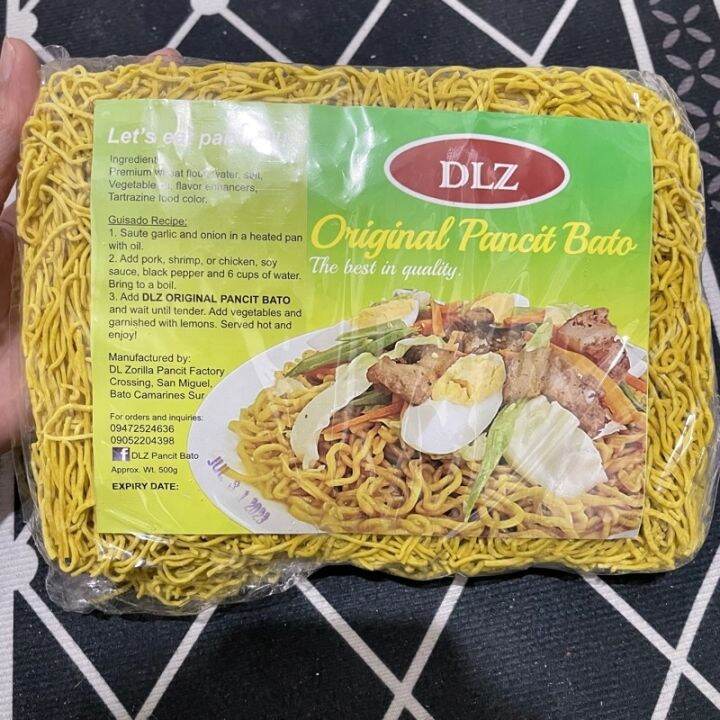 Let's
Ingredient
Premium wheat flour, water, salt,
Vegetable oil, flavor enhancers,
Tartrazine food color.
Guisado Recipe:
1. Saute garlic and onion in a heated pan
with oil.
2. Add pork, shrimp, or chicken, soy
sauce, black pepper and 6 cups of water.
Bring to a boil.
3. Add DLZ ORIGINAL PANCIT BATO
and wait until tender. Add vegetables and
garnished with lemons. Served hot and
enjoy!
Manufactured by:
DL Zorilla Pancit Factory
Crossing, San Miguel,
Bato Camarines Sur
For orders and inquiries:
09472524636
09052204398
f DLZ Pancit Bato
Approx. Wt. 500g
EXPIRY DATE:
2023
DLZ
Original Pancit Bato
The best in quality.